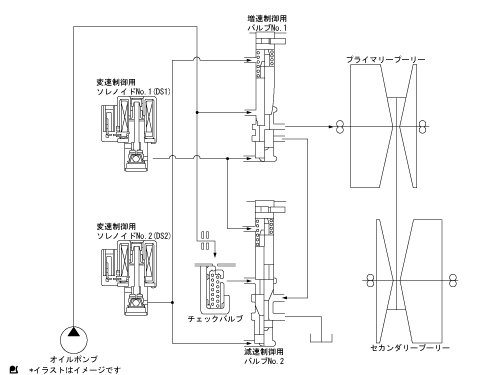 増速制御用
バルブNo.1
プライマリープーリー
変速制御用
ソレノイドNo.1(DS1)
変速制御用
ソレノイドNo.2(DS2)
チェックバルブ
減速制御用
バルブNo.2
セカンダリープーリー
オイルポンプ
*イラストはイメージです